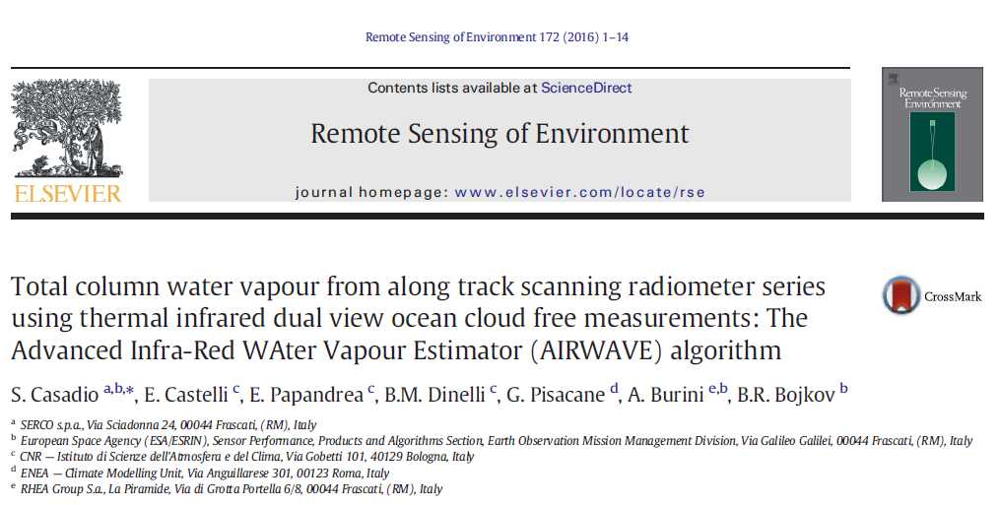 Remote Sensing of Environment 172 (2016) 1–14
Contents lists available at ScienceDirect
Remote Sensing of Environment
journal homepage: www.elsevier.com/locate/rse
ELSEVIER
Remote Sensing
of
Environment
Total column water vapour from along track scanning radiometer series
using thermal infrared dual view ocean cloud free measurements: The
Advanced Infra-Red WAter Vapour Estimator (AIRWAVE) algorithm
CrossMark
S. Casadio a,b,*, E. Castelli c, E. Papandrea c, B.M. Dinelli c, G. Pisacane d, A. Burini e,b, B.R. Bojkov b
a SERCO s.p.a., Via Sciadonna 24, 00044 Frascati, (RM), Italy
b European Space Agency (ESA/ESRIN), Sensor Performance, Products and Algorithms Section, Earth Observation Mission Management Division, Via Galileo Galilei, 00044 Frascati, (RM), Italy
c CNR — Istituto di Scienze dell'Atmosfera e del Clima, Via Gobetti 101, 40129 Bologna, Italy
d ENEA — Climate Modelling Unit, Via Anguillarese 301, 00123 Roma, Italy
e RHEA Group S.a., La Piramide, Via di Grotta Portella 6/8, 00044 Frascati, (RM), Italy